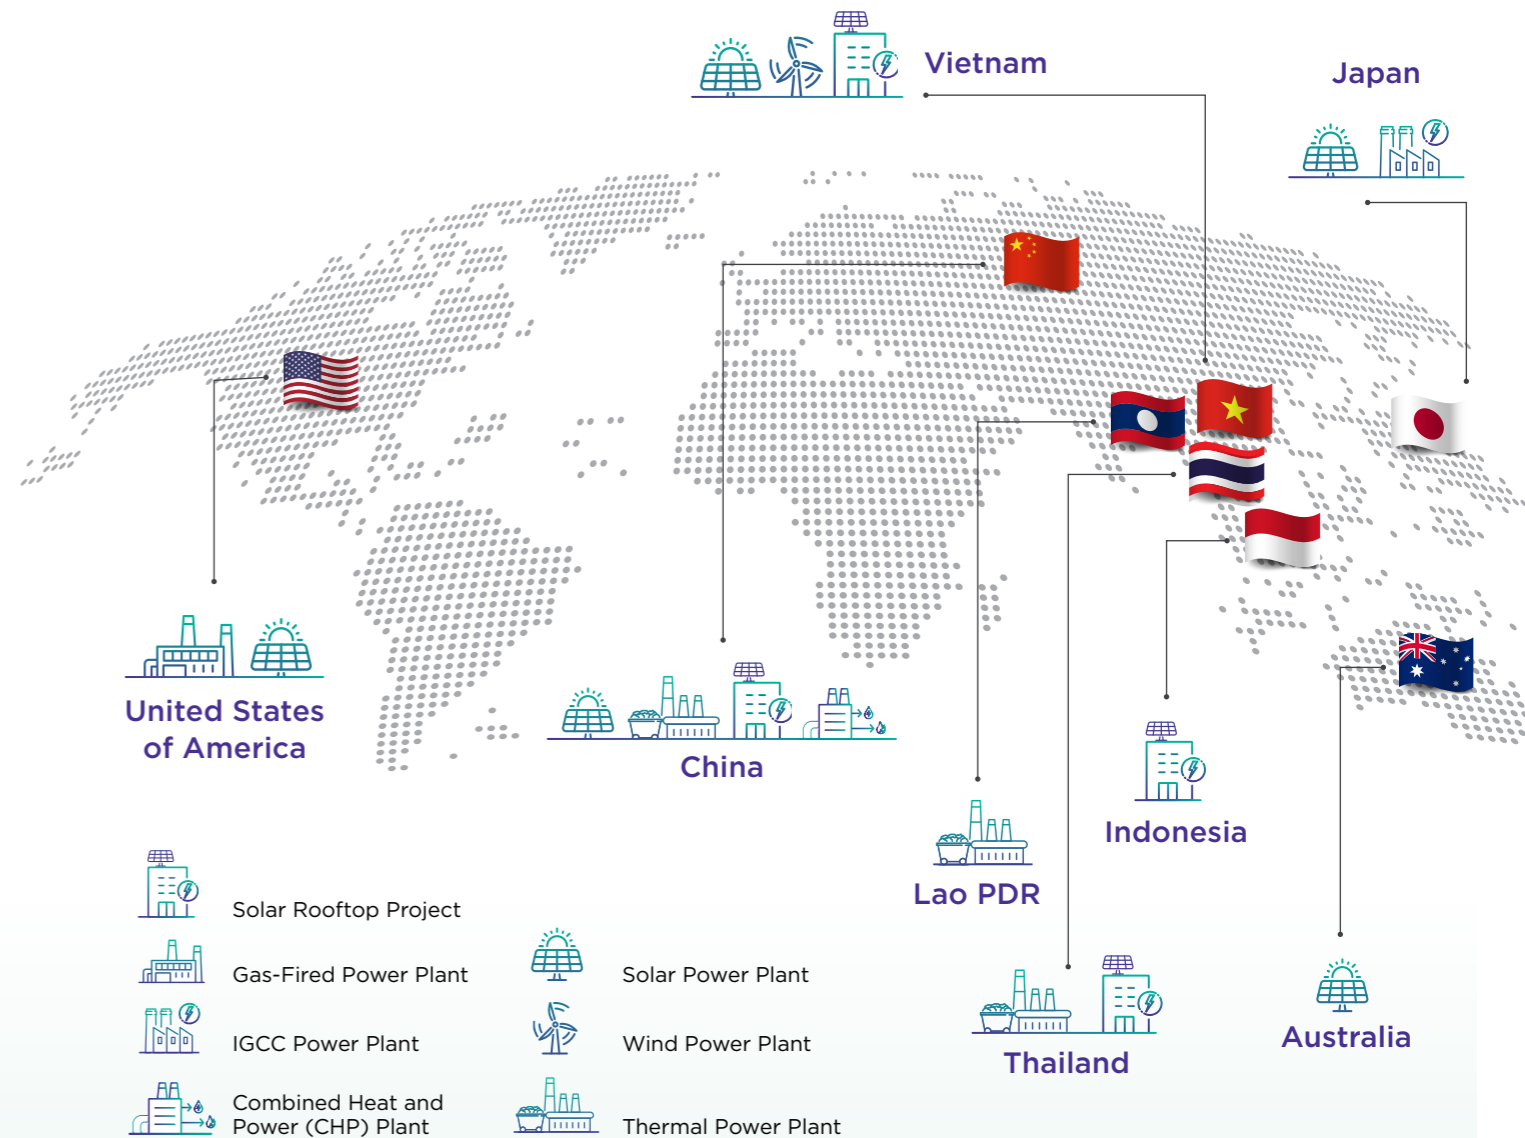 Vietnam
Japan
United States
of America
China
Indonesia
Lao PDR
Thailand
Australia
Solar Rooftop Project
Gas-Fired Power Plant
IGCC Power Plant
Combined Heat and
Power (CHP) Plant
Solar Power Plant
Wind Power Plant
Thermal Power Plant